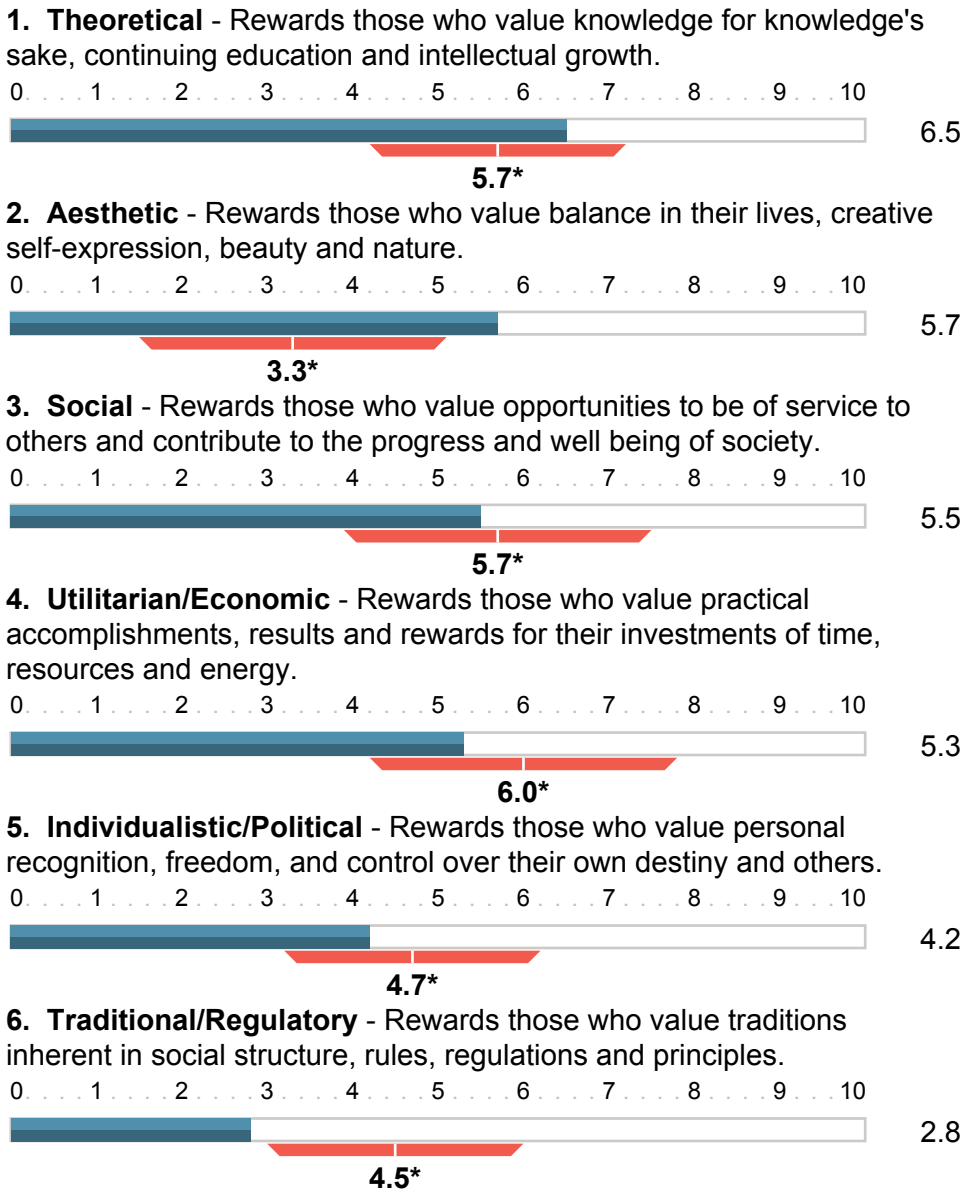 1. Theoretical - Rewards those who value knowledge for knowledge's
sake, continuing education and intellectual growth.
0. . . . 1 . . . . 2 . . . . 3 . . . . 4 . . . . 5 . . . . 6 . . . . 7 . . . . 8 . . . . 9 . . . 10
6.5
5.7*
2. Aesthetic - Rewards those who value balance in their lives, creative
self-expression, beauty and nature.
0. . . . 1 . . . . 2 . . . . 3 . . . . 4 . . . . 5 . . . . 6 . . . . 7 . . . . 8 . . . . 9 . . . 10
5.7
3.3*
3. Social - Rewards those who value opportunities to be of service to
others and contribute to the progress and well being of society.
0. . . . 1 . . . . 2 . . . . 3 . . . . 4 . . . . 5 . . . . 6 . . . . 7 . . . . 8 . . . . 9 . . . 10
5.5
5.7*
4. Utilitarian/Economic - Rewards those who value practical
accomplishments, results and rewards for their investments of time,
resources and energy.
0. . . . 1 . . . . 2 . . . . 3 . . . . 4 . . . . 5 . . . . 6 . . . . 7 . . . . 8 . . . . 9 . . . 10
5.3
6.0*
5. Individualistic/Political - Rewards those who value personal
recognition, freedom, and control over their own destiny and others.
0. . . . 1 . . . . 2 . . . . 3 . . . . 4 . . . . 5 . . . . 6 . . . . 7 . . . . 8 . . . . 9 . . . 10
4.2
4.7*
6. Traditional/Regulatory - Rewards those who value traditions
inherent in social structure, rules, regulations and principles.
0. . . . 1 . . . . 2 . . . . 3 . . . . 4 . . . . 5 . . . . 6 . . . . 7 . . . . 8 . . . . 9 . . . 10
2.8
4.5*